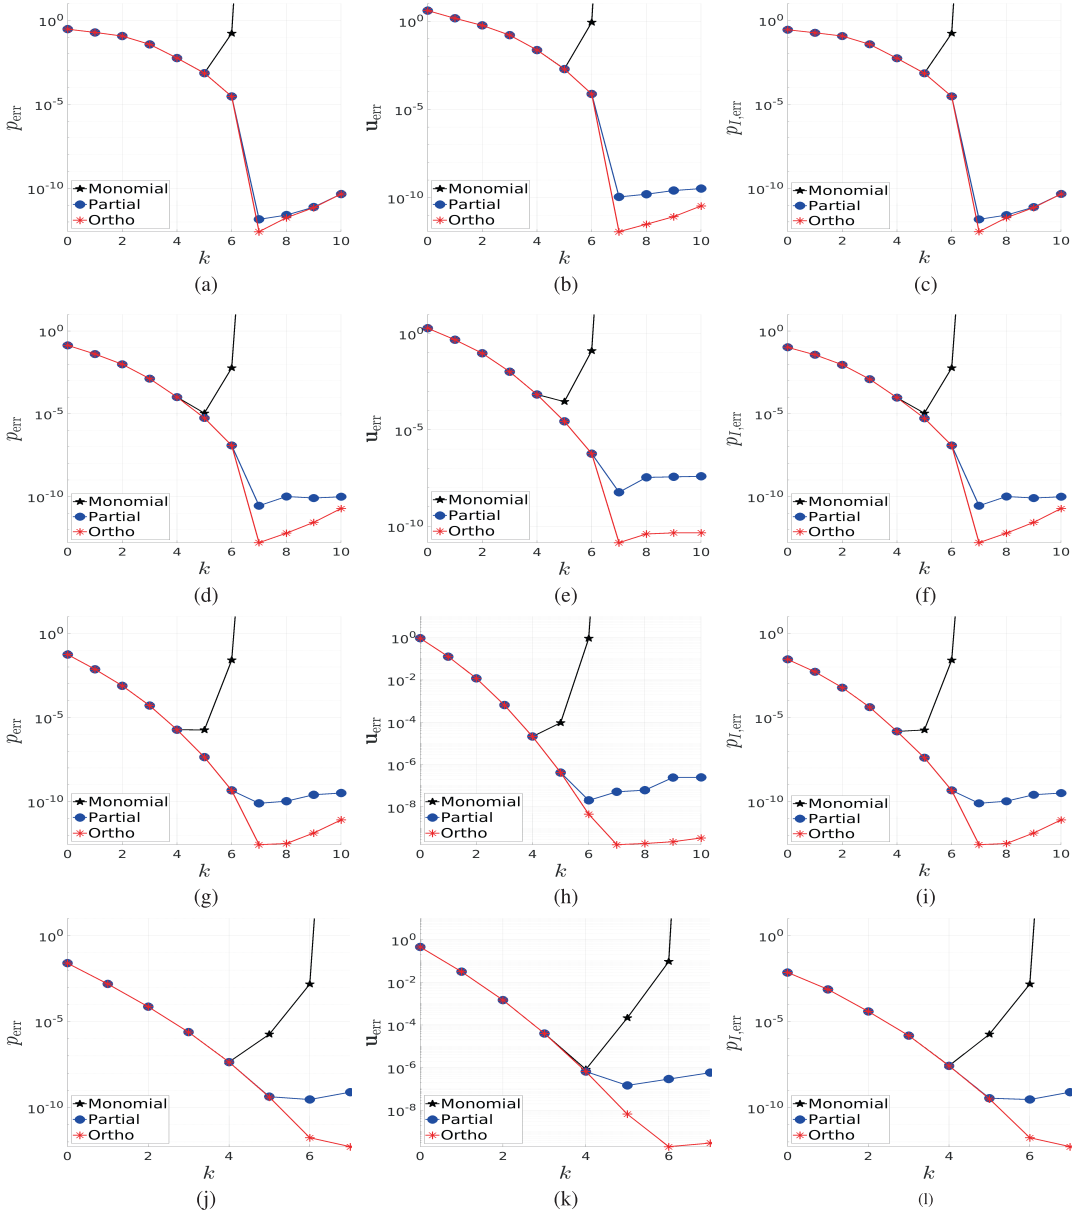 10^0
10^-5
10^-10
p_err
Monomial
Partial
Ortho
0 2 4 6 8 10
k
(a)
10^0
10^-5
10^-10
u_err
Monomial
Partial
Ortho
0 2 4 6 8 10
k
(b)
10^0
10^-5
10^-10
p_I,err
Monomial
Partial
Ortho
0 2 4 6 8 10
k
(c)
10^0
10^-5
10^-10
p_err
Monomial
Partial
Ortho
0 2 4 6 8 10
k
(d)
10^0
10^-5
10^-10
u_err
Monomial
Partial
Ortho
0 2 4 6 8 10
k
(e)
10^0
10^-5
10^-10
p_I,err
Monomial
Partial
Ortho
0 2 4 6 8 10
k
(f)
10^0
10^-5
10^-10
p_err
Monomial
Partial
Ortho
0 2 4 6 8 10
k
(g)
10^0
10^-2
10^-4
10^-6
10^-8
u_err
Monomial
Partial
Ortho
0 2 4 6 8 10
k
(h)
10^0
10^-5
10^-10
p_I,err
Monomial
Partial
Ortho
0 2 4 6 8 10
k
(i)
10^0
10^-5
10^-10
p_err
Monomial
Partial
Ortho
0 2 4 6
k
(j)
10^0
10^-2
10^-4
10^-6
10^-8
u_err
Monomial
Partial
Ortho
0 2 4 6
k
(k)
10^0
10^-5
10^-10
p_I,err
Monomial
Partial
Ortho
0 2 4 6
k
(l)